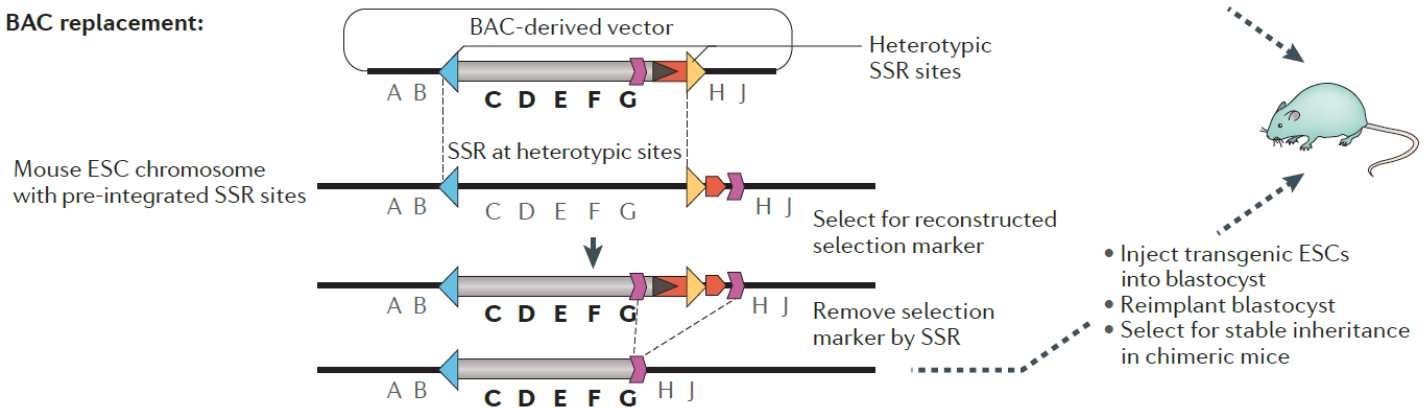 BAC replacement:
BAC-derived vector
Heterotypic
SSR sites
A B C D E F G H J
Mouse ESC chromosome
with pre-integrated SSR sites
SSR at heterotypic sites
A B C D E F G H J
Select for reconstructed
selection marker
A B C D E F G H J
Remove selection
marker by SSR
A B C D E F G H J
• Inject transgenic ESCs
into blastocyst
• Reimplant blastocyst
• Select for stable inheritance
in chimeric mice